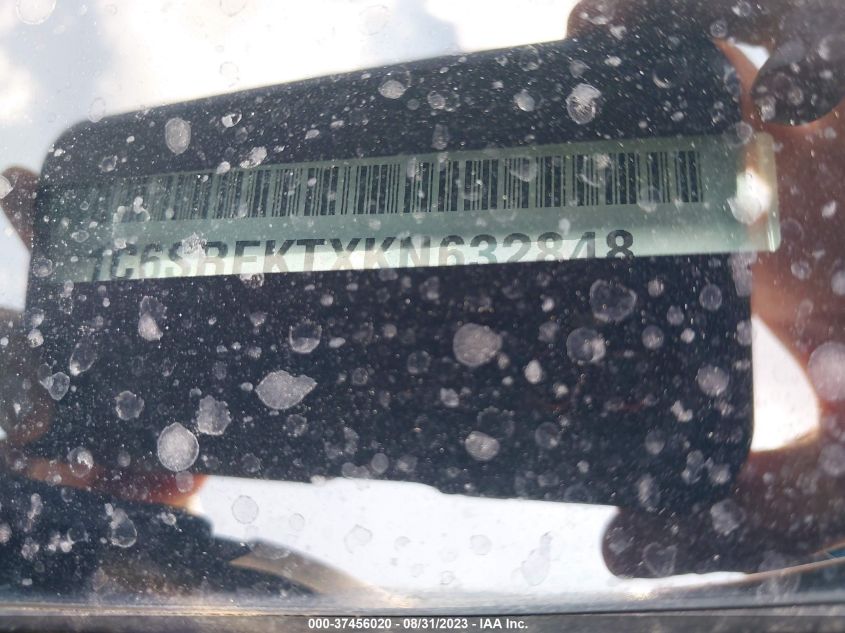 1C6SRFKTXKN632848
000-37456020 - 08/31/2023 - IAA Inc.